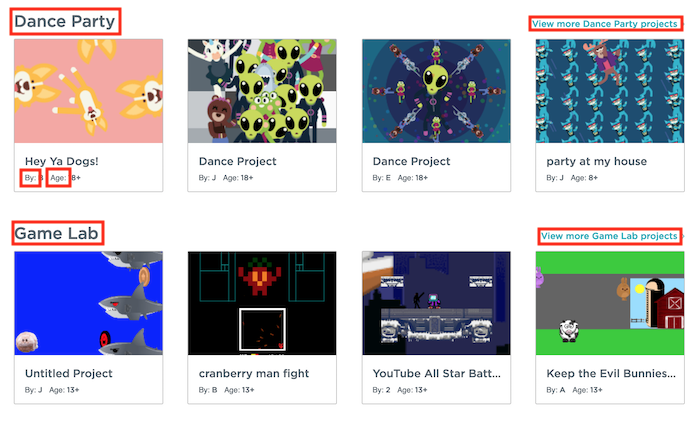 Dance Party
View more Dance Party projects
Hey Ya Dogs!
Dance Project
Dance Project
party at my house
By: Age: 8+
By: J Age: 18+
By: E Age: 18+
By: J Age: 8+
Game Lab
View more Game Lab projects
Untitled Project
cranberry man fight
YouTube All Star Batt...
Keep the Evil Bunnies...
By: J Age: 13+
By: B Age: 13+
By: 2 Age: 13+
By: A Age: 13+